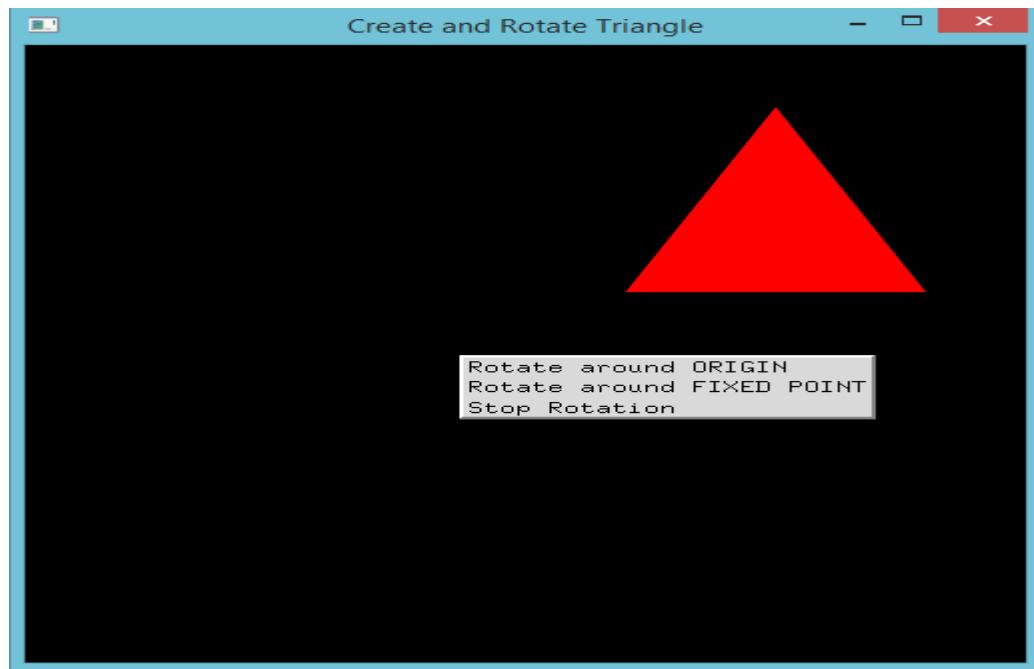 Create and Rotate Triangle
Rotate around ORIGIN
Rotate around FIXED POINT
Stop Rotation